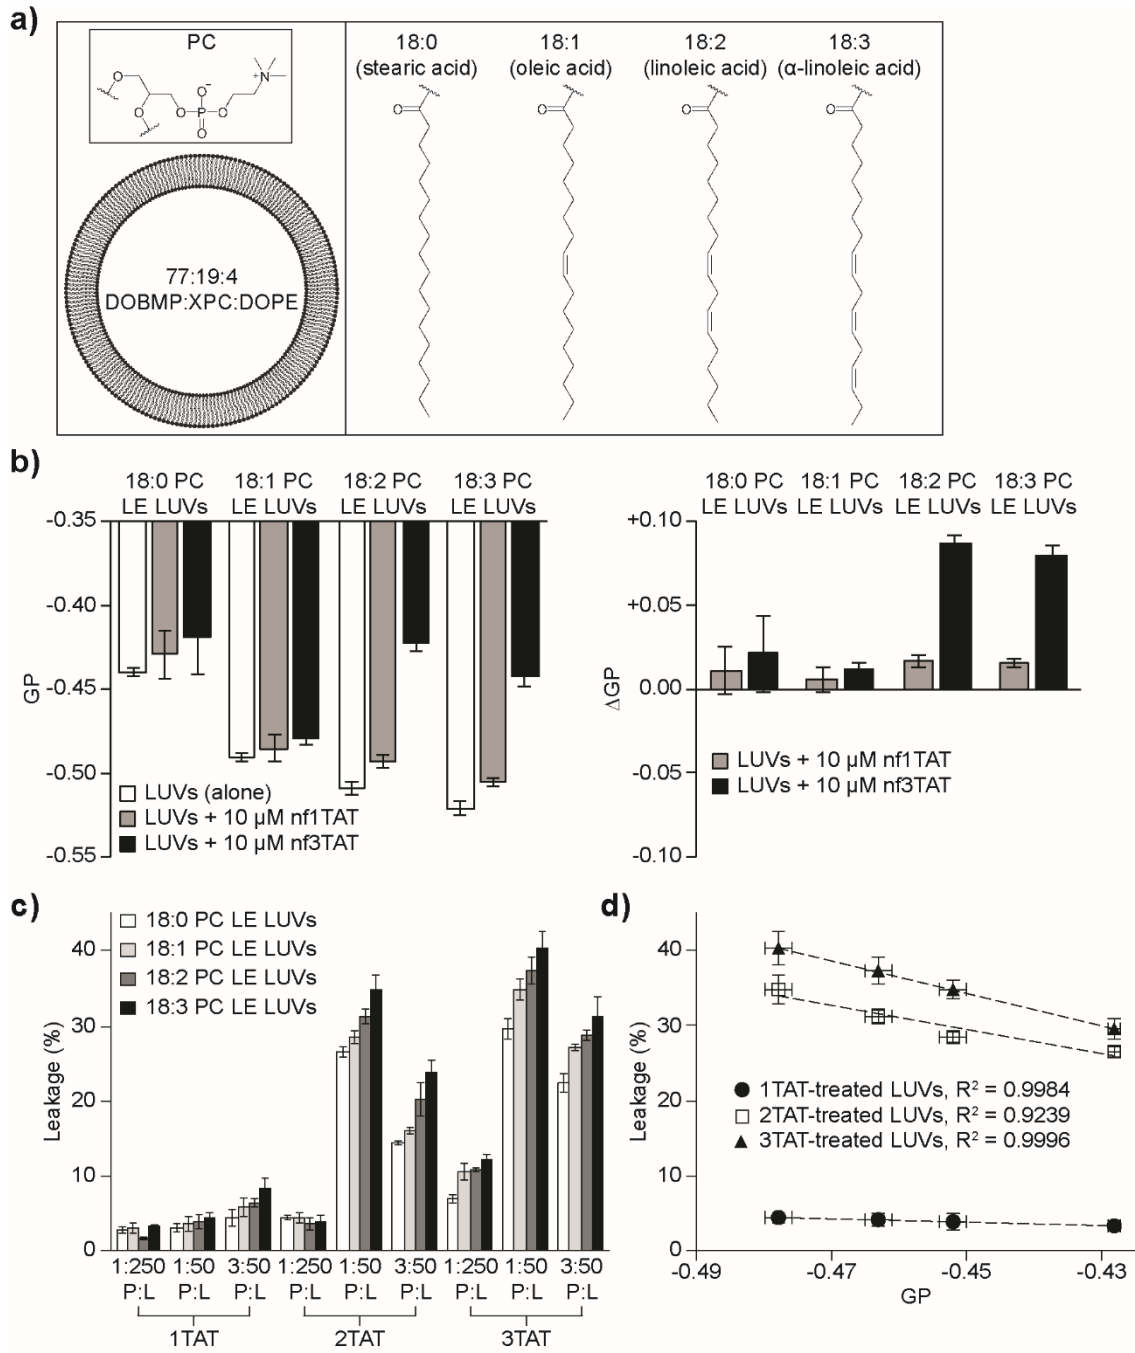 a)
PC
O
O
O
P
O
O⁻
O
N⁺
77:19:4
DOBMP:XPC:DOPE
18:0
(stearic acid)
18:1
(oleic acid)
18:2
(linoleic acid)
18:3
(α-linoleic acid)
O
O
O
O
b)
18:0 PC 18:1 PC 18:2 PC 18:3 PC
LE LUVs LE LUVs LE LUVs LE LUVs
-0.35
-0.40
-0.45
-0.50
-0.55
GP
LUVs (alone)
LUVs + 10 µM nf1TAT
LUVs + 10 µM nf3TAT
18:0 PC 18:1 PC 18:2 PC 18:3 PC
LE LUVs LE LUVs LE LUVs LE LUVs
+0.10
+0.05
0.00
-0.05
-0.10
ΔGP
LUVs + 10 µM nf1TAT
LUVs + 10 µM nf3TAT
c)
18:0 PC LE LUVs
18:1 PC LE LUVs
18:2 PC LE LUVs
18:3 PC LE LUVs
40
30
20
10
0
Leakage (%)
1:250 1:50 3:50 1:250 1:50 3:50 1:250 1:50 3:50
P:L P:L P:L P:L P:L P:L P:L P:L P:L
1TAT 2TAT 3TAT
d)
40
30
20
10
0
Leakage (%)
1TAT-treated LUVs, R² = 0.9984
2TAT-treated LUVs, R² = 0.9239
3TAT-treated LUVs, R² = 0.9996
-0.49 -0.47 -0.45 -0.43
GP